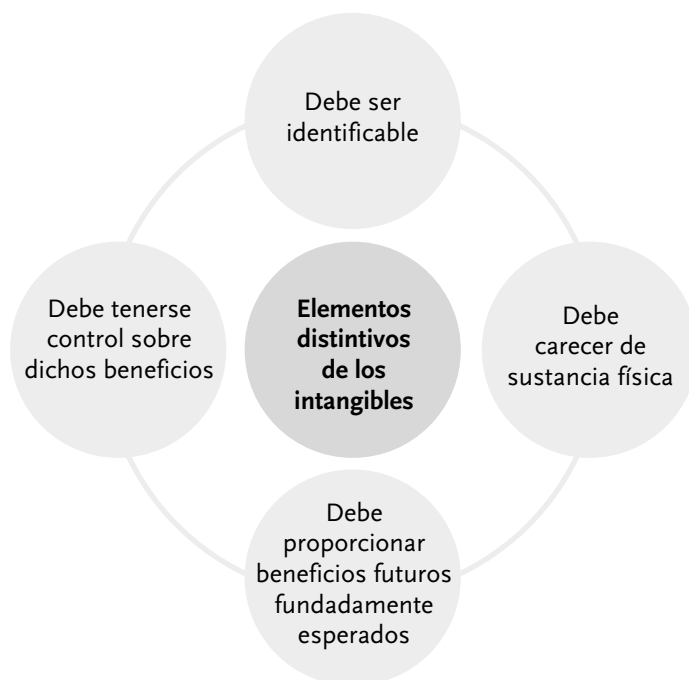 Debe ser
identificable
Debe tenerse
control sobre
dichos beneficios
Elementos
distintivos
de los
intangibles
Debe
carecer de
sustancia física
Debe
proporcionar
beneficios futuros
fundadamente
esperados